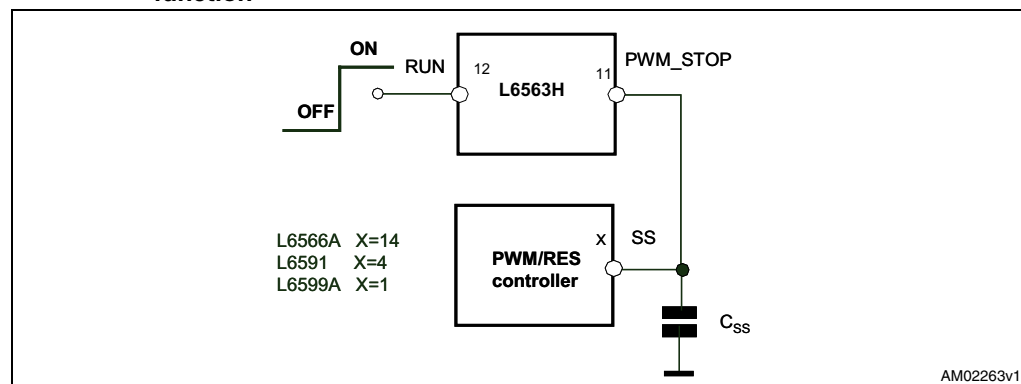 function
ON
RUN
OFF
12
L6563H
11
PWM_STOP
L6566A X=14
L6591 X=4
L6599A X=1
PWM/RES
controller
x
SS
CSS
AM02263v1